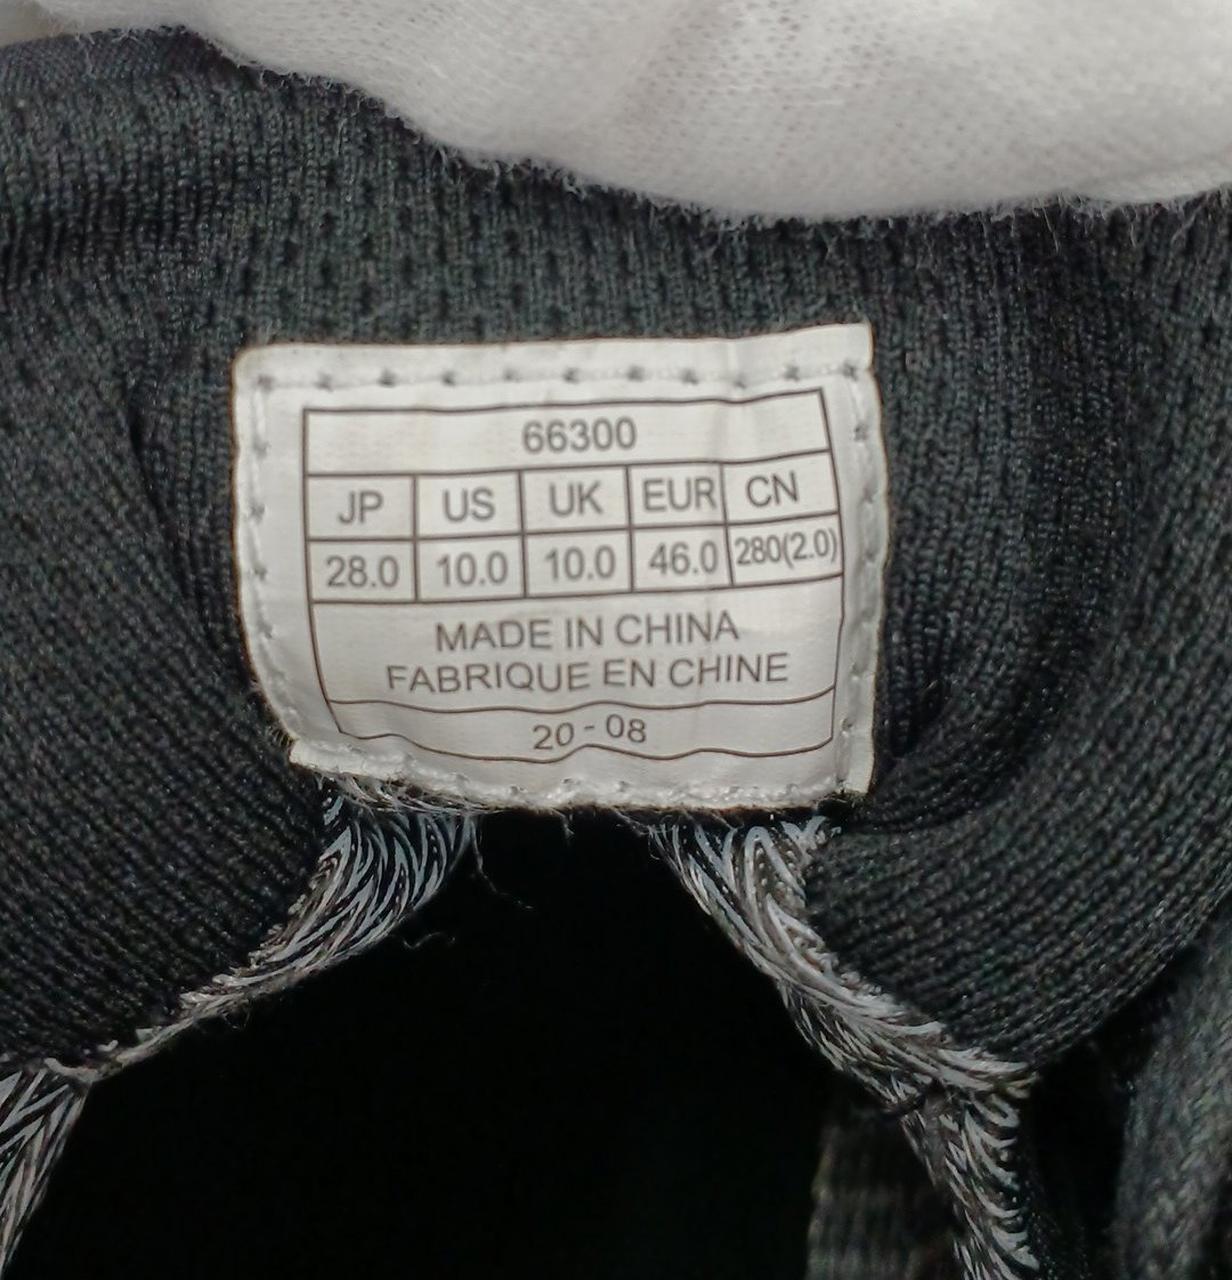 66300
JP US UK EUR CN
28.0 10.0 10.0 46.0 280(2.0)
MADE IN CHINA
FABRIQUE EN CHINE
20-08